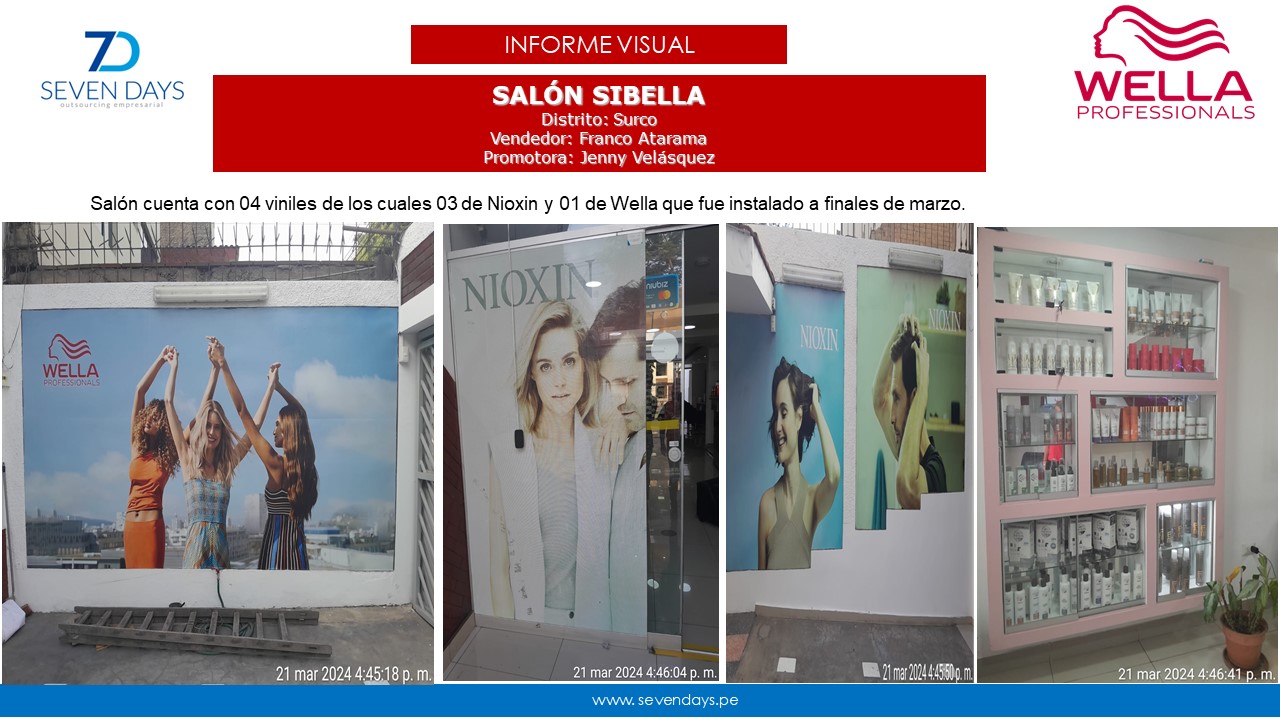 7D
SEVEN DAYS
outsourcing empresarial
INFORME VISUAL
WELLA
PROFESSIONALS
SALÓN SIBELLA
Distrito: Surco
Vendedor: Franco Atarama
Promotora: Jenny Velásquez
Salón cuenta con 04 viniles de los cuales 03 de Nioxin y 01 de Wella que fue instalado a finales de marzo.
WELLA
PROFESSIONALS
21 mar 2024 4:45:18 p. m.
NIOXIN
niubiz
21 mar 2024 4:46:04 p. m.
NIOXIN
NIOXIN
21 mar 2024 4:45:50 p. m.
21 mar 2024 4:46:41 p. m.
www.sevendays.pe